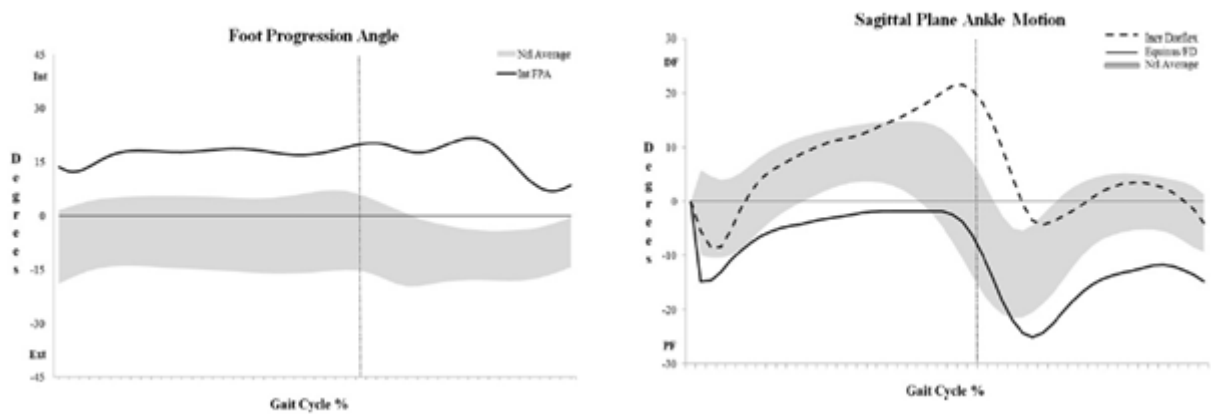 Foot Progression Angle
Nrl Average
Int FPA
45
Int
30
15
0
-15
-30
Ext
-45
Degrees
Gait Cycle %
Sagittal Plane Ankle Motion
Incr Dorflex
Equinus/FD
Nrl Average
30
DF
20
10
0
-10
-20
PF
-30
Degrees
Gait Cycle %